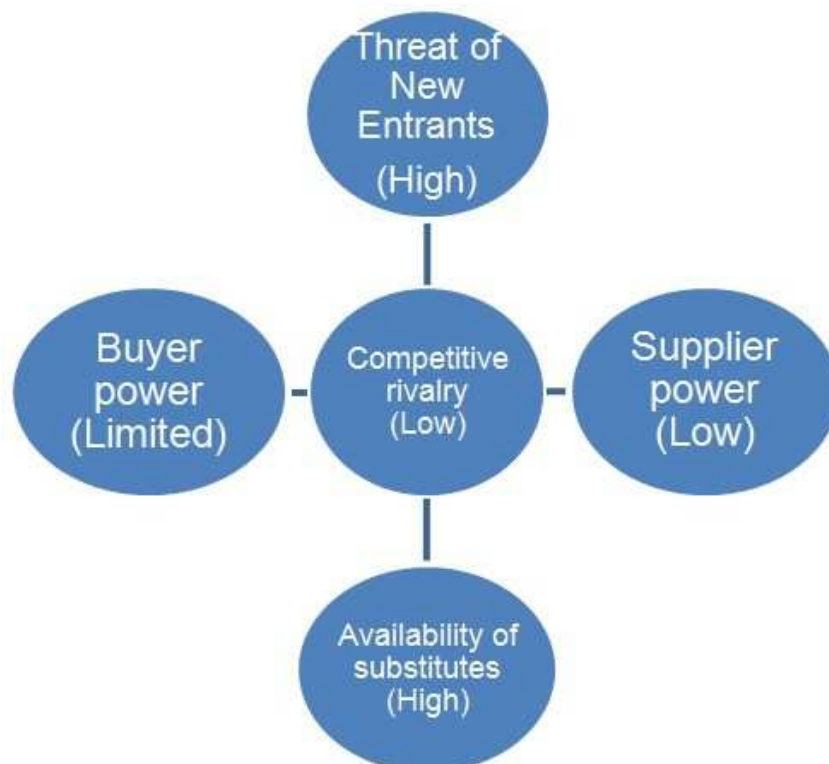 Threat of
New
Entrants
(High)
Buyer
power
(Limited)
Competitive
rivalry
(Low)
Supplier
power
(Low)
Availability of
substitutes
(High)